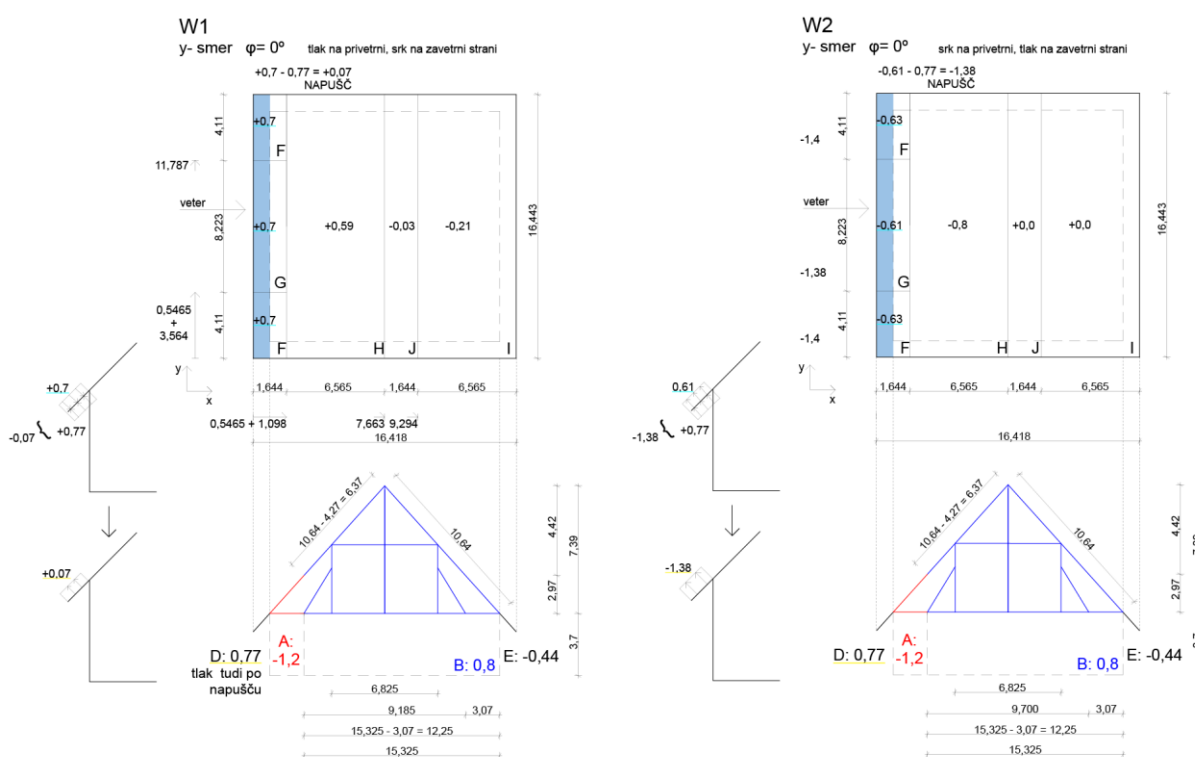 W1
y- smer φ= 0º tlak na privetrni, srk na zavetrni strani
+0,7 - 0,77 = +0,07
NAPUŠČ
4,11
+0,7
F
11,787
veter
8,223
+0,7
+0,59
-0,03
-0,21
16,443
G
0,5465
+
3,564
4,11
+0,7
F
H
J
I
y
x
1,644
6,565
1,644
6,565
0,5465 + 1,098
7,663
9,294
16,418
+0,7
-0,07
{
+0,77
+0,07
10,64 - 4,27 = 6,37
10,64
4,42
7,39
2,97
3,7
D: 0,77
tlak tudi po
napušču
A:
-1,2
B: 0,8
E: -0,44
6,825
9,185
3,07
15,325 - 3,07 = 12,25
15,325
W2
y- smer φ= 0º srk na privetrni, tlak na zavetrni strani
-0,61 - 0,77 = -1,38
NAPUŠČ
-1,4
4,11
-0,63
F
veter
8,223
-0,61
-0,8
+0,0
+0,0
16,443
-1,38
G
-1,4
4,11
-0,63
F
H
J
I
y
x
1,644
6,565
1,644
6,565
16,418
0,61
-1,38
{
+0,77
-1,38
10,64 - 4,27 = 6,37
10,64
4,42
2,97
D: 0,77
A:
-1,2
B: 0,8
E: -0,44
6,825
9,700
3,07
15,325 - 3,07 = 12,25
15,325